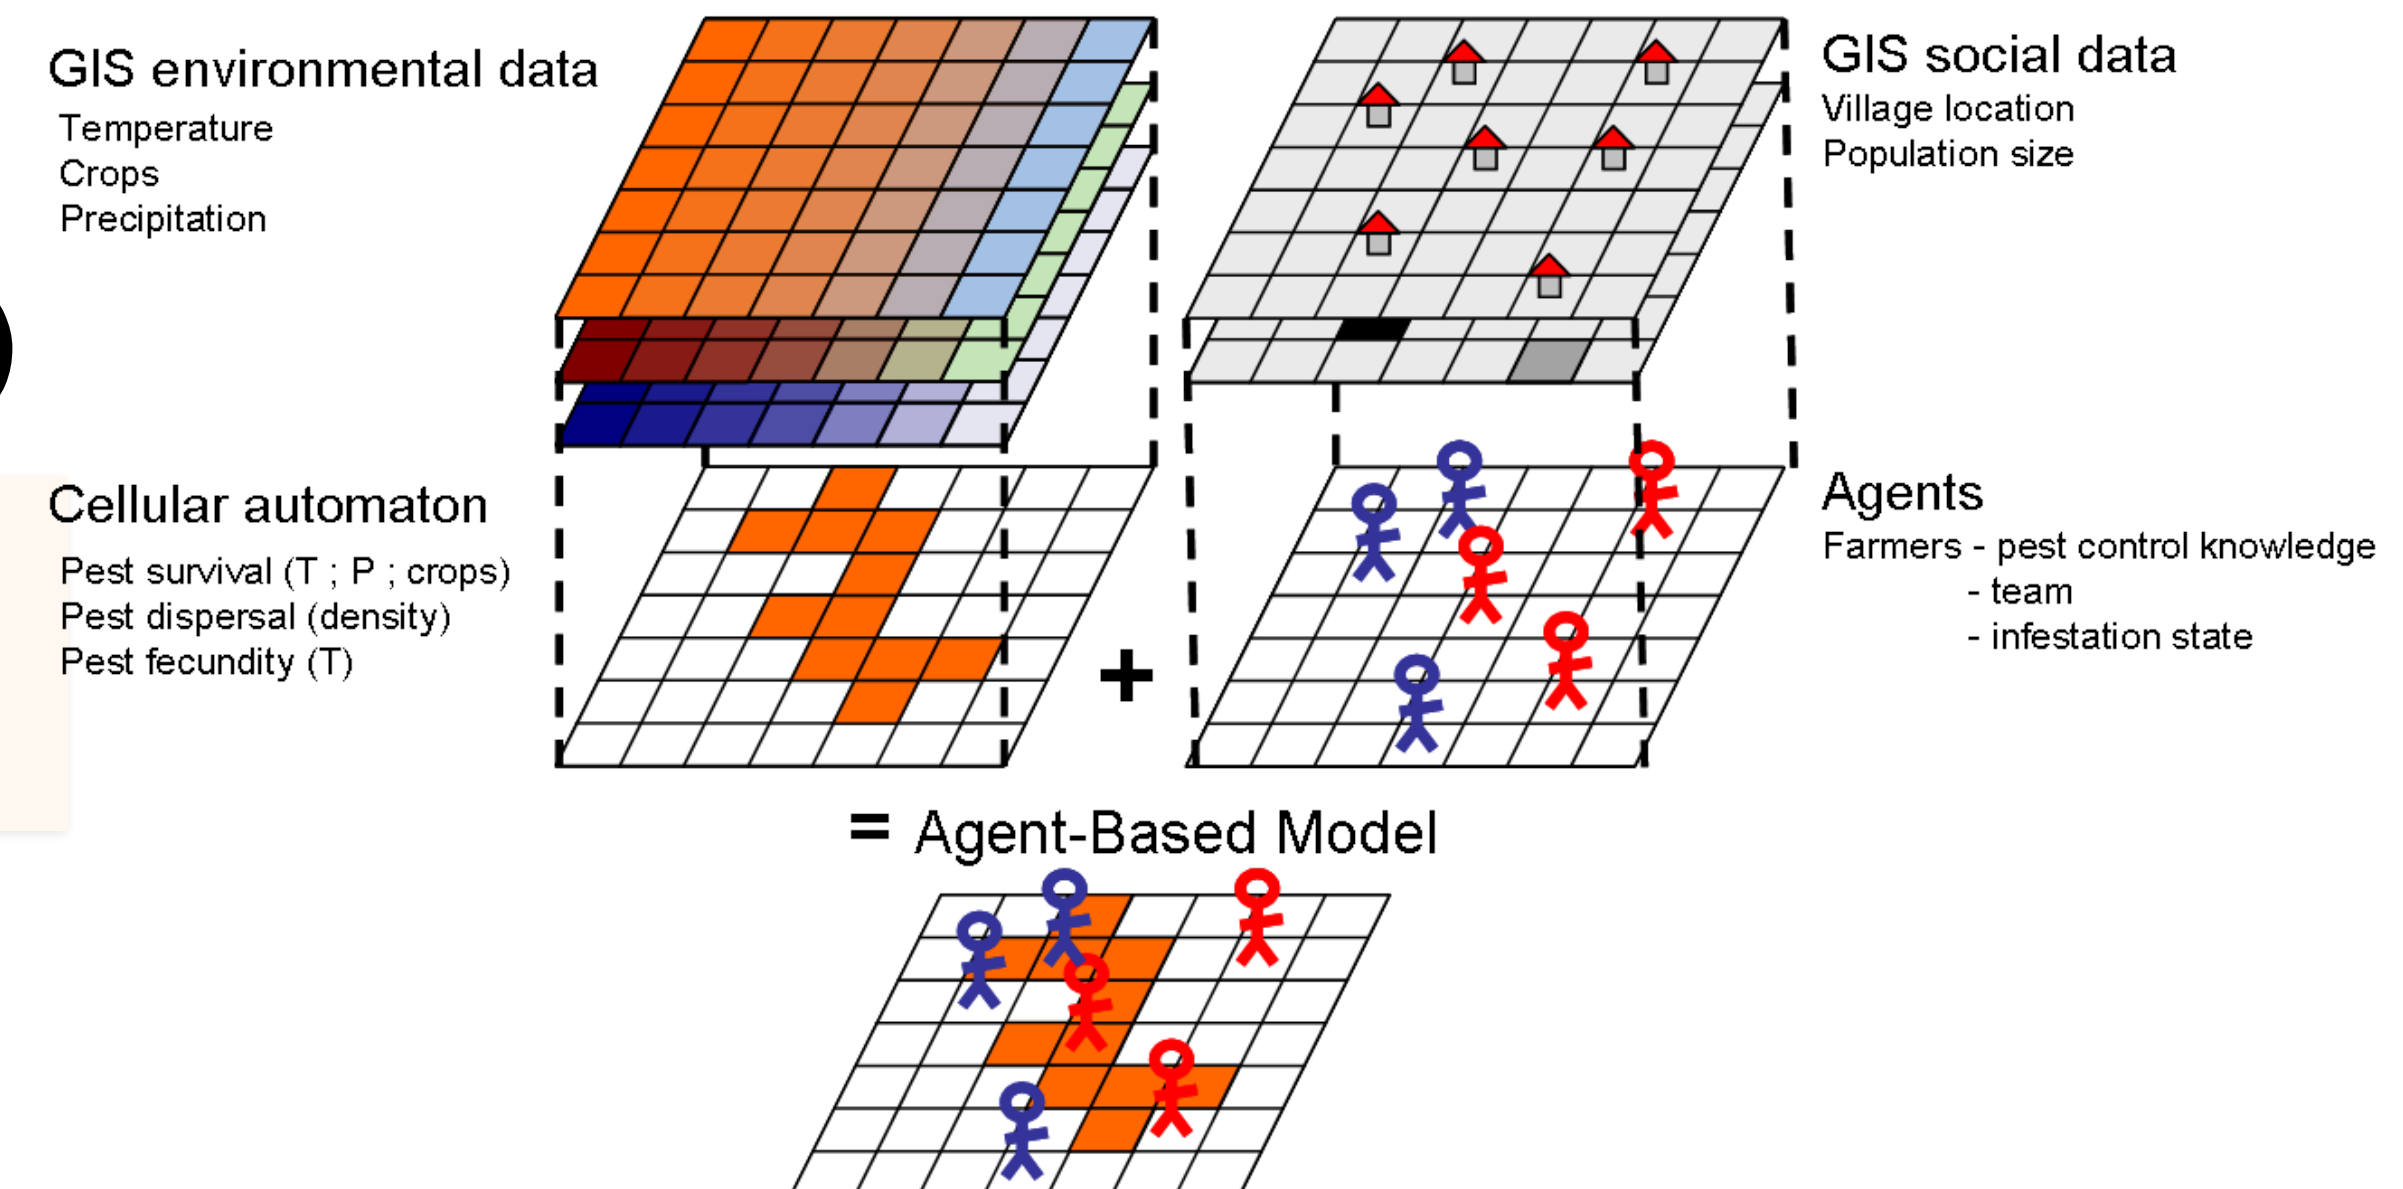 GIS environmental data
Temperature
Crops
Precipitation
GIS social data
Village location
Population size
Cellular automaton
Pest survival (T ; P ; crops)
Pest dispersal (density)
Pest fecundity (T)
+
Agents
Farmers - pest control knowledge
- team
- infestation state
= Agent-Based Model